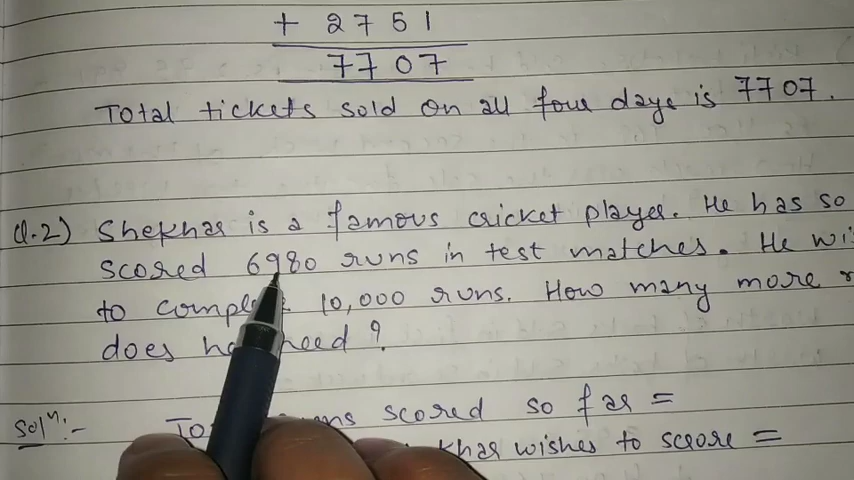 + 2751
7707
Total tickets sold on all four days is 7707.
Q.2) Shekhar is a famous cricket player. He has so
scored 6980 runs in test matches. He wi
to comple 10,000 runs. How many more r
does he need ?
Soln:- To ns scored so far =
khar wishes to score =